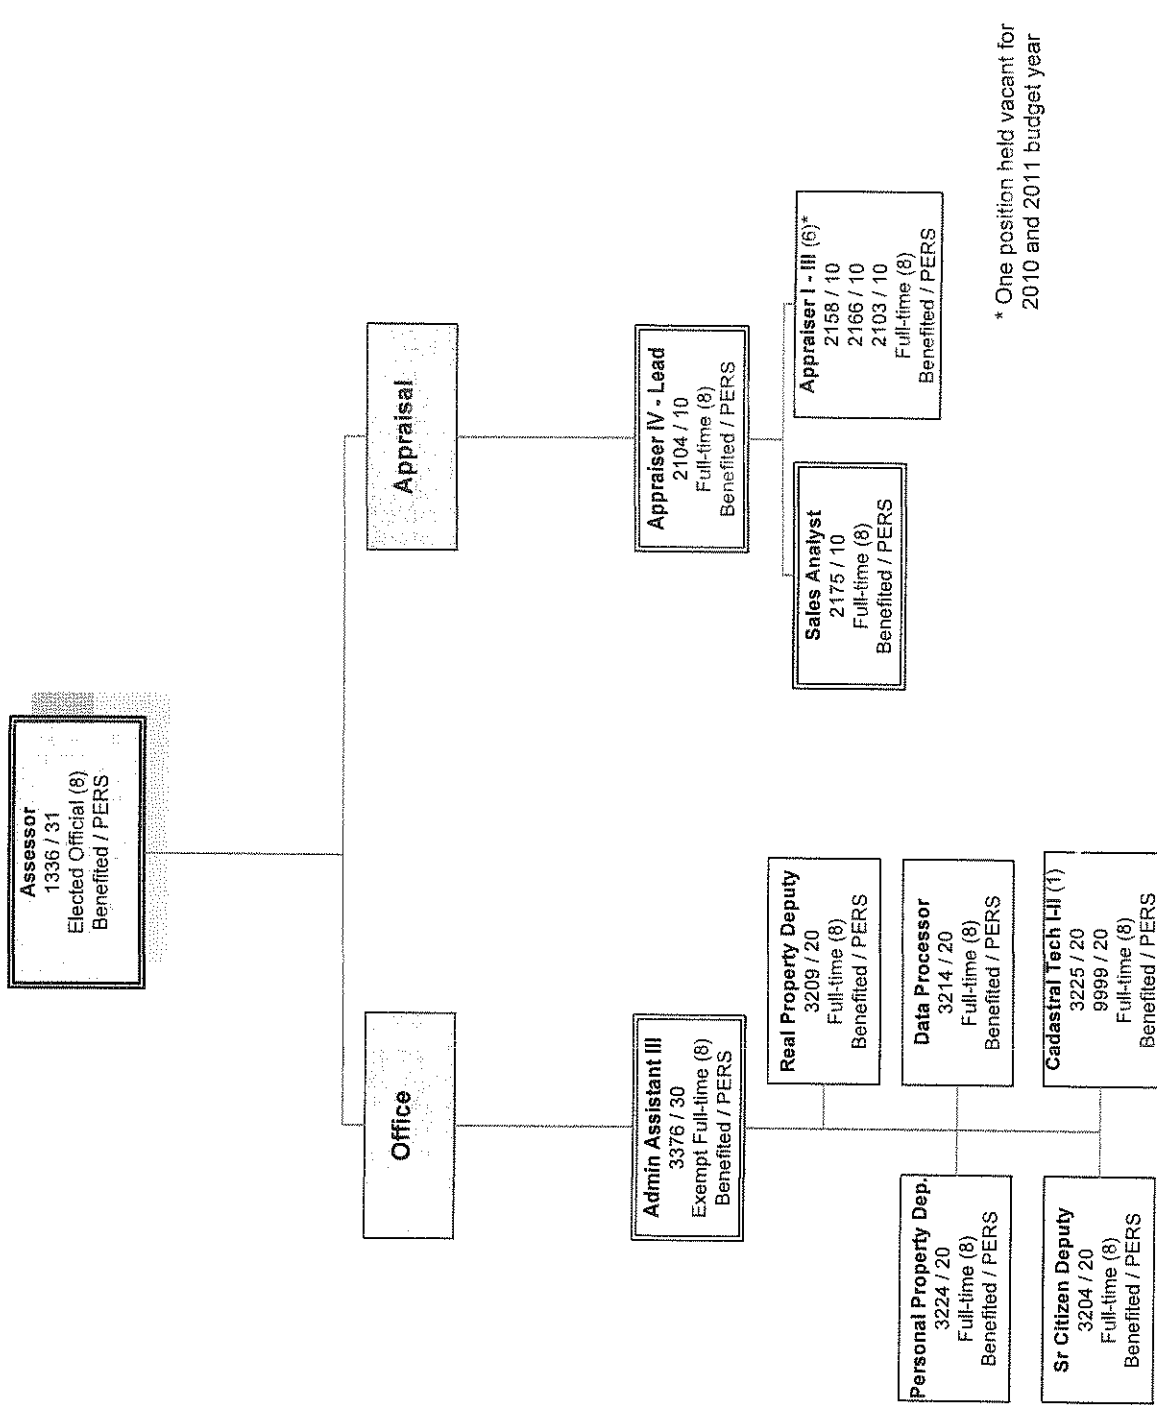 Assessor
1336 / 31
Elected Official (8)
Benefited / PERS
Office
Appraisal
Admin Assistant III
3376 / 30
Exempt Full-time (8)
Benefited / PERS
Appraiser IV - Lead
2104 / 10
Full-time (8)
Benefited / PERS
Real Property Deputy
3209 / 20
Full-time (8)
Benefited / PERS
Personal Property Dep.
3224 / 20
Full-time (8)
Benefited / PERS
Data Processor
3214 / 20
Full-time (8)
Benefited / PERS
Sr Citizen Deputy
3204 / 20
Full-time (8)
Benefited / PERS
Cadastral Tech I-II (1)
3225 / 20
9999 / 20
Full-time (8)
Benefited / PERS
Sales Analyst
2175 / 10
Full-time (8)
Benefited / PERS
Appraiser I - III (6)*
2158 / 10
2166 / 10
2103 / 10
Full-time (8)
Benefited / PERS
* One position held vacant for
2010 and 2011 budget year